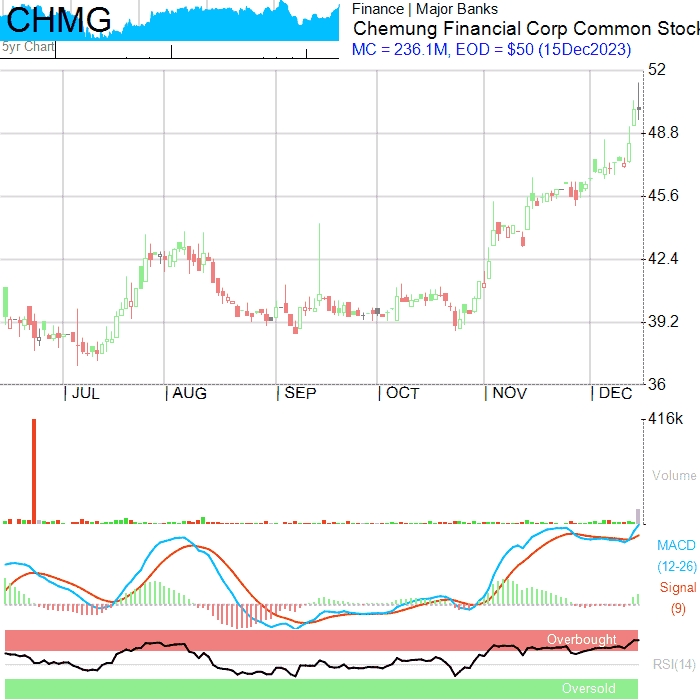 CHMG
5yr Chart
Finance | Major Banks
Chemung Financial Corp Common Stock
MC = 236.1M, EOD = $50 (15Dec2023)
52
48.8
45.6
42.4
39.2
36
| JUL | AUG | SEP | OCT | NOV | DEC
416k
Volume
MACD
(12-26)
Signal
(9)
Overbought
RSI(14)
Oversold